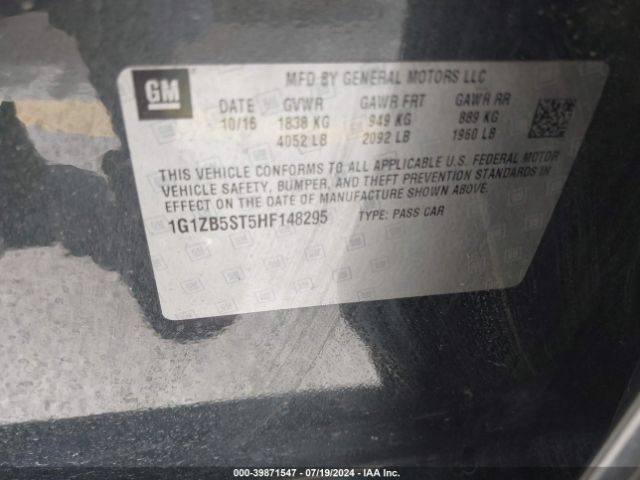 GM
MFD BY GENERAL MOTORS LLC
DATE GVWR GAWR FRT GAWR RR
10/16 1838 KG 949 KG 889 KG
4052 LB 2092 LB 1960 LB
THIS VEHICLE CONFORMS TO ALL APPLICABLE U.S. FEDERAL MOTOR
VEHICLE SAFETY, BUMPER, AND THEFT PREVENTION STANDARDS IN
EFFECT ON THE DATE OF MANUFACTURE SHOWN ABOVE.
1G1ZB5ST5HF148295 TYPE: PASS CAR
000-39871547 - 07/19/2024 - IAA Inc.